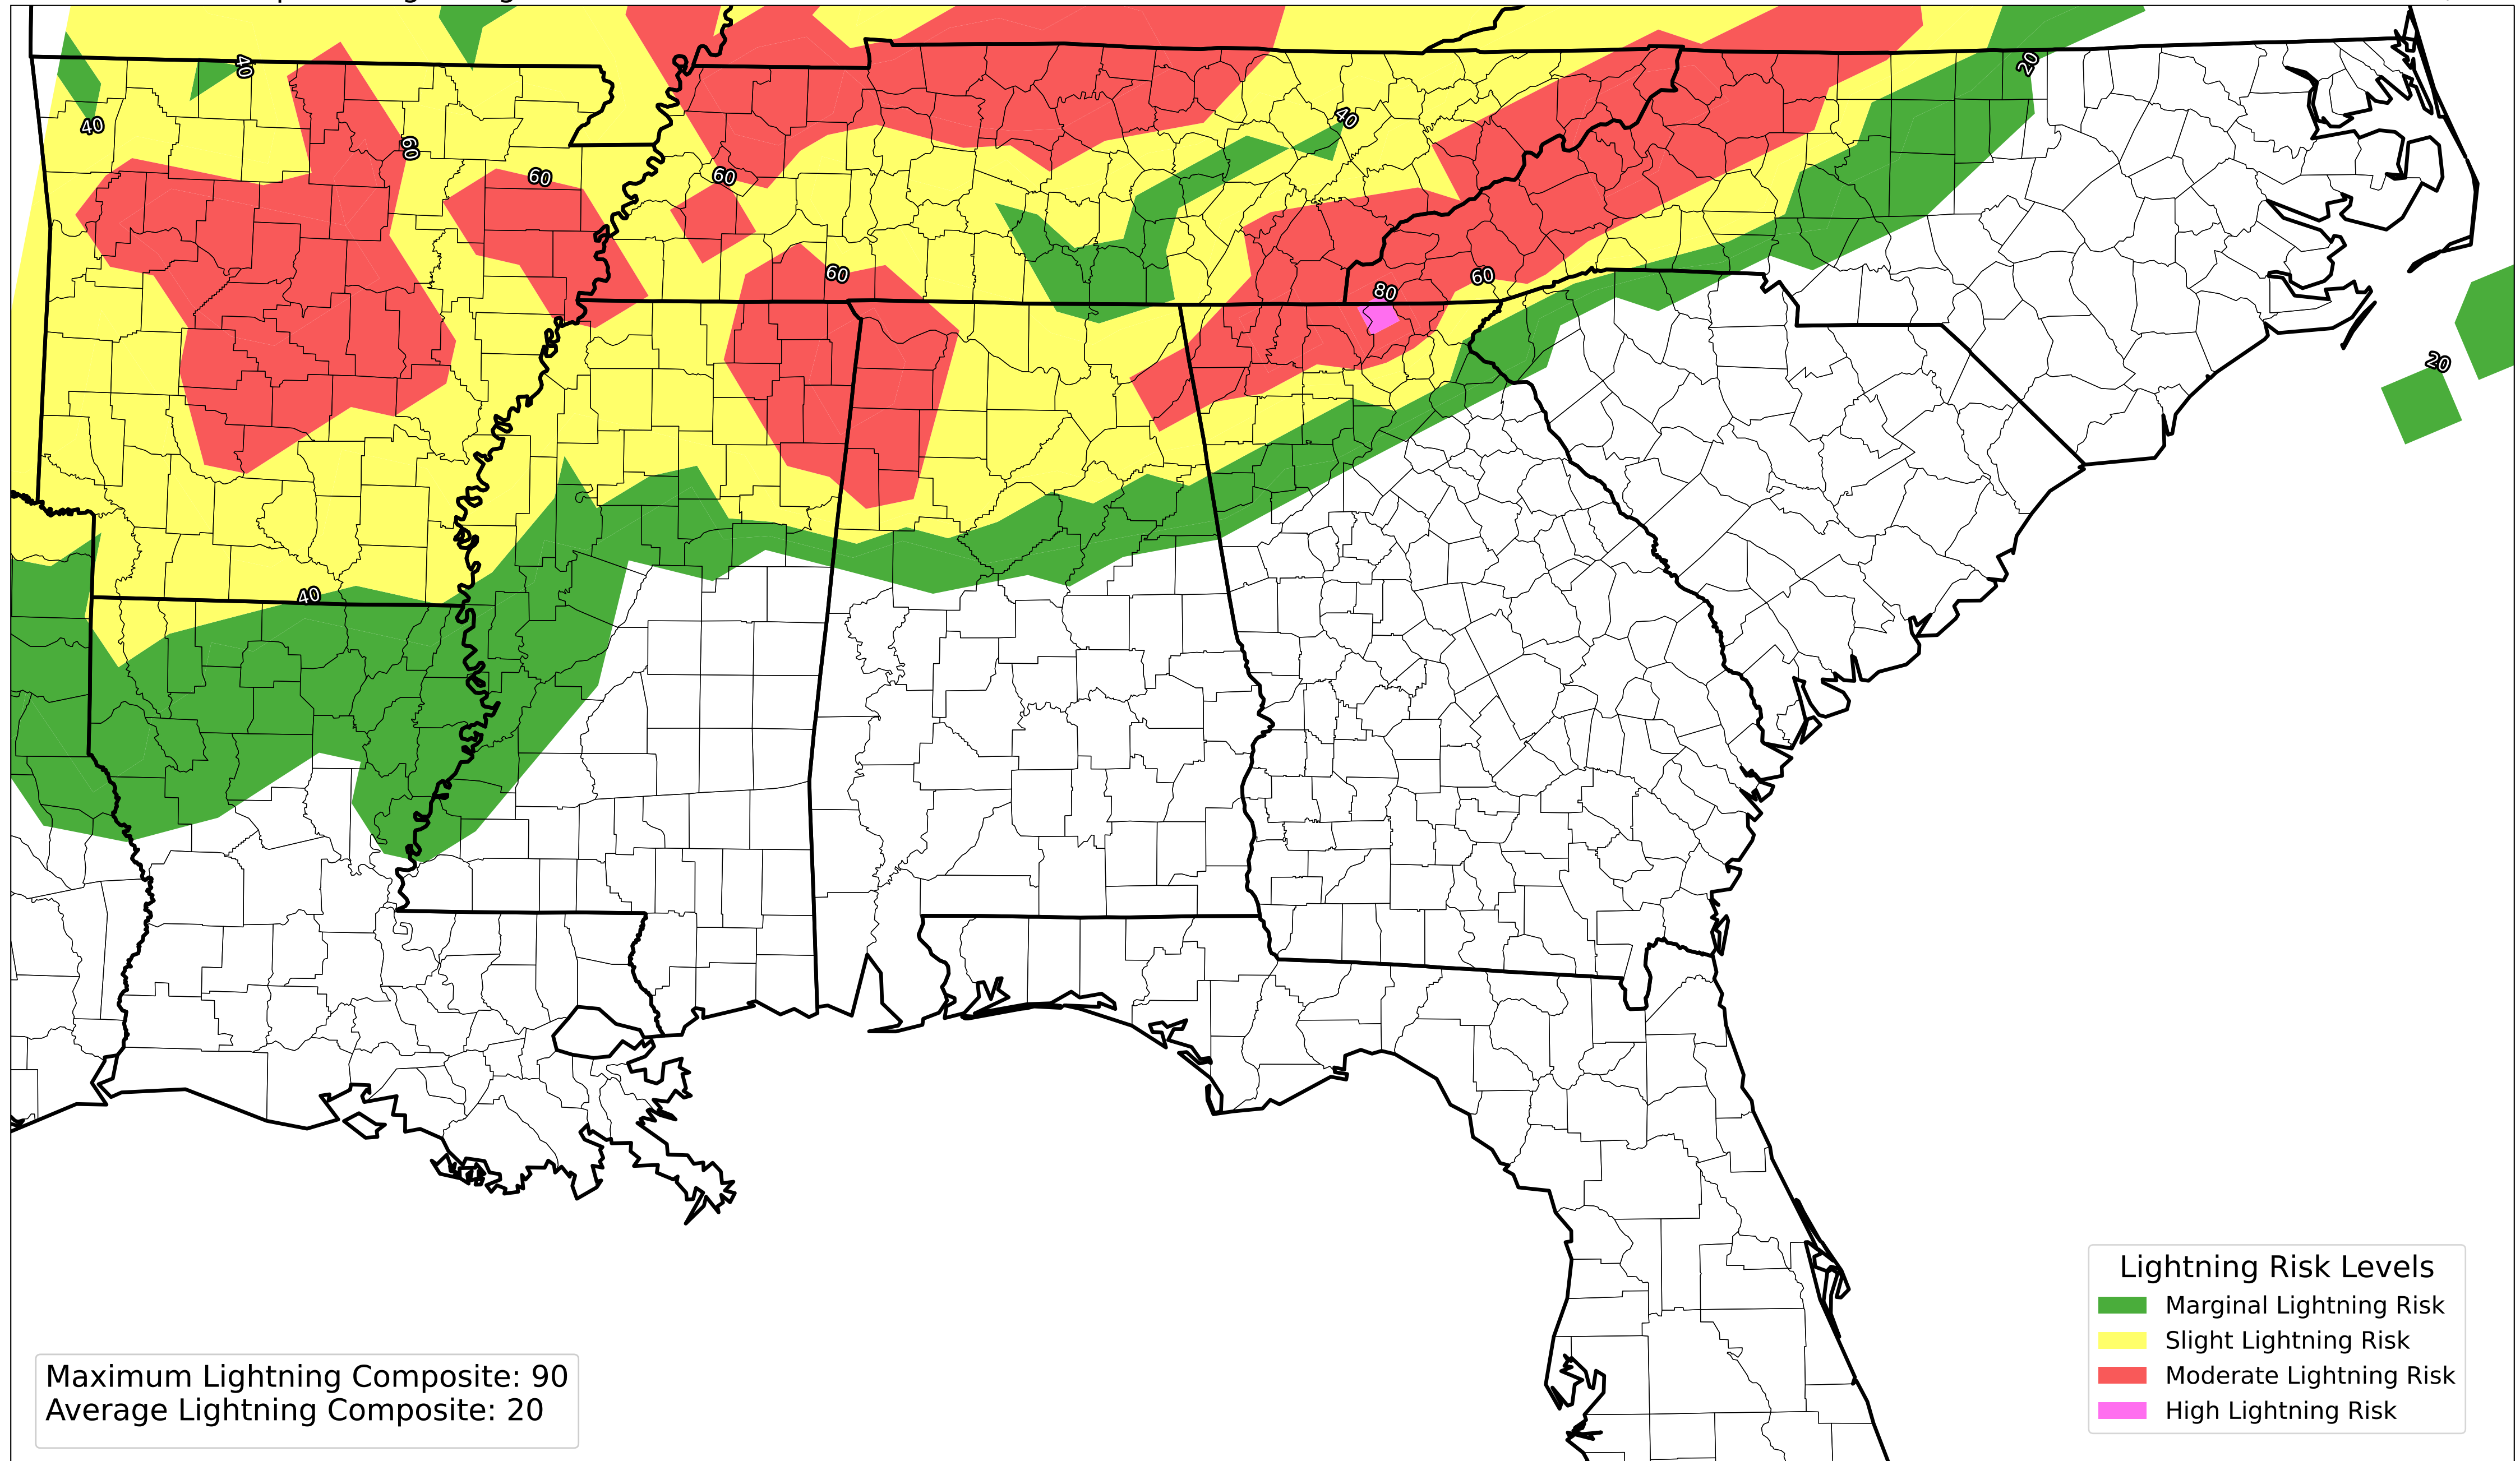 40
20
40
40
60
60
60
60
60
80
20
40
Lightning Risk Levels
Marginal Lightning Risk
Slight Lightning Risk
Moderate Lightning Risk
High Lightning Risk
Maximum Lightning Composite: 90
Average Lightning Composite: 20